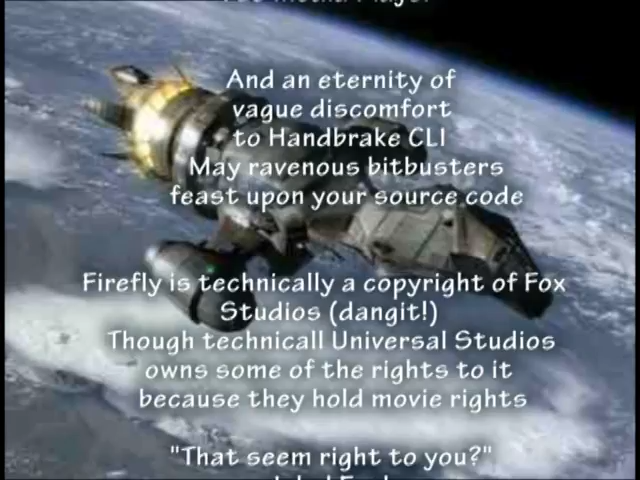 And an eternity of
vague discomfort
to Handbrake CLI
May ravenous bitbusters
feast upon your source code
Firefly is technically a copyright of Fox
Studios (dangit!)
Though technicall Universal Studios
owns some of the rights to it
because they hold movie rights
"That seem right to you?"